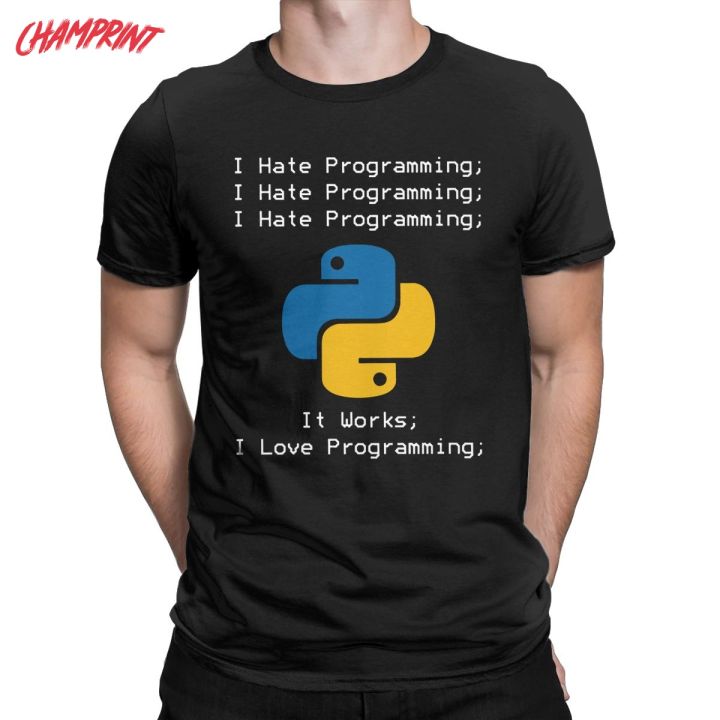 CHAMPRINT
I Hate Programming;
I Hate Programming;
I Hate Programming;
It Works;
I Love Programming;